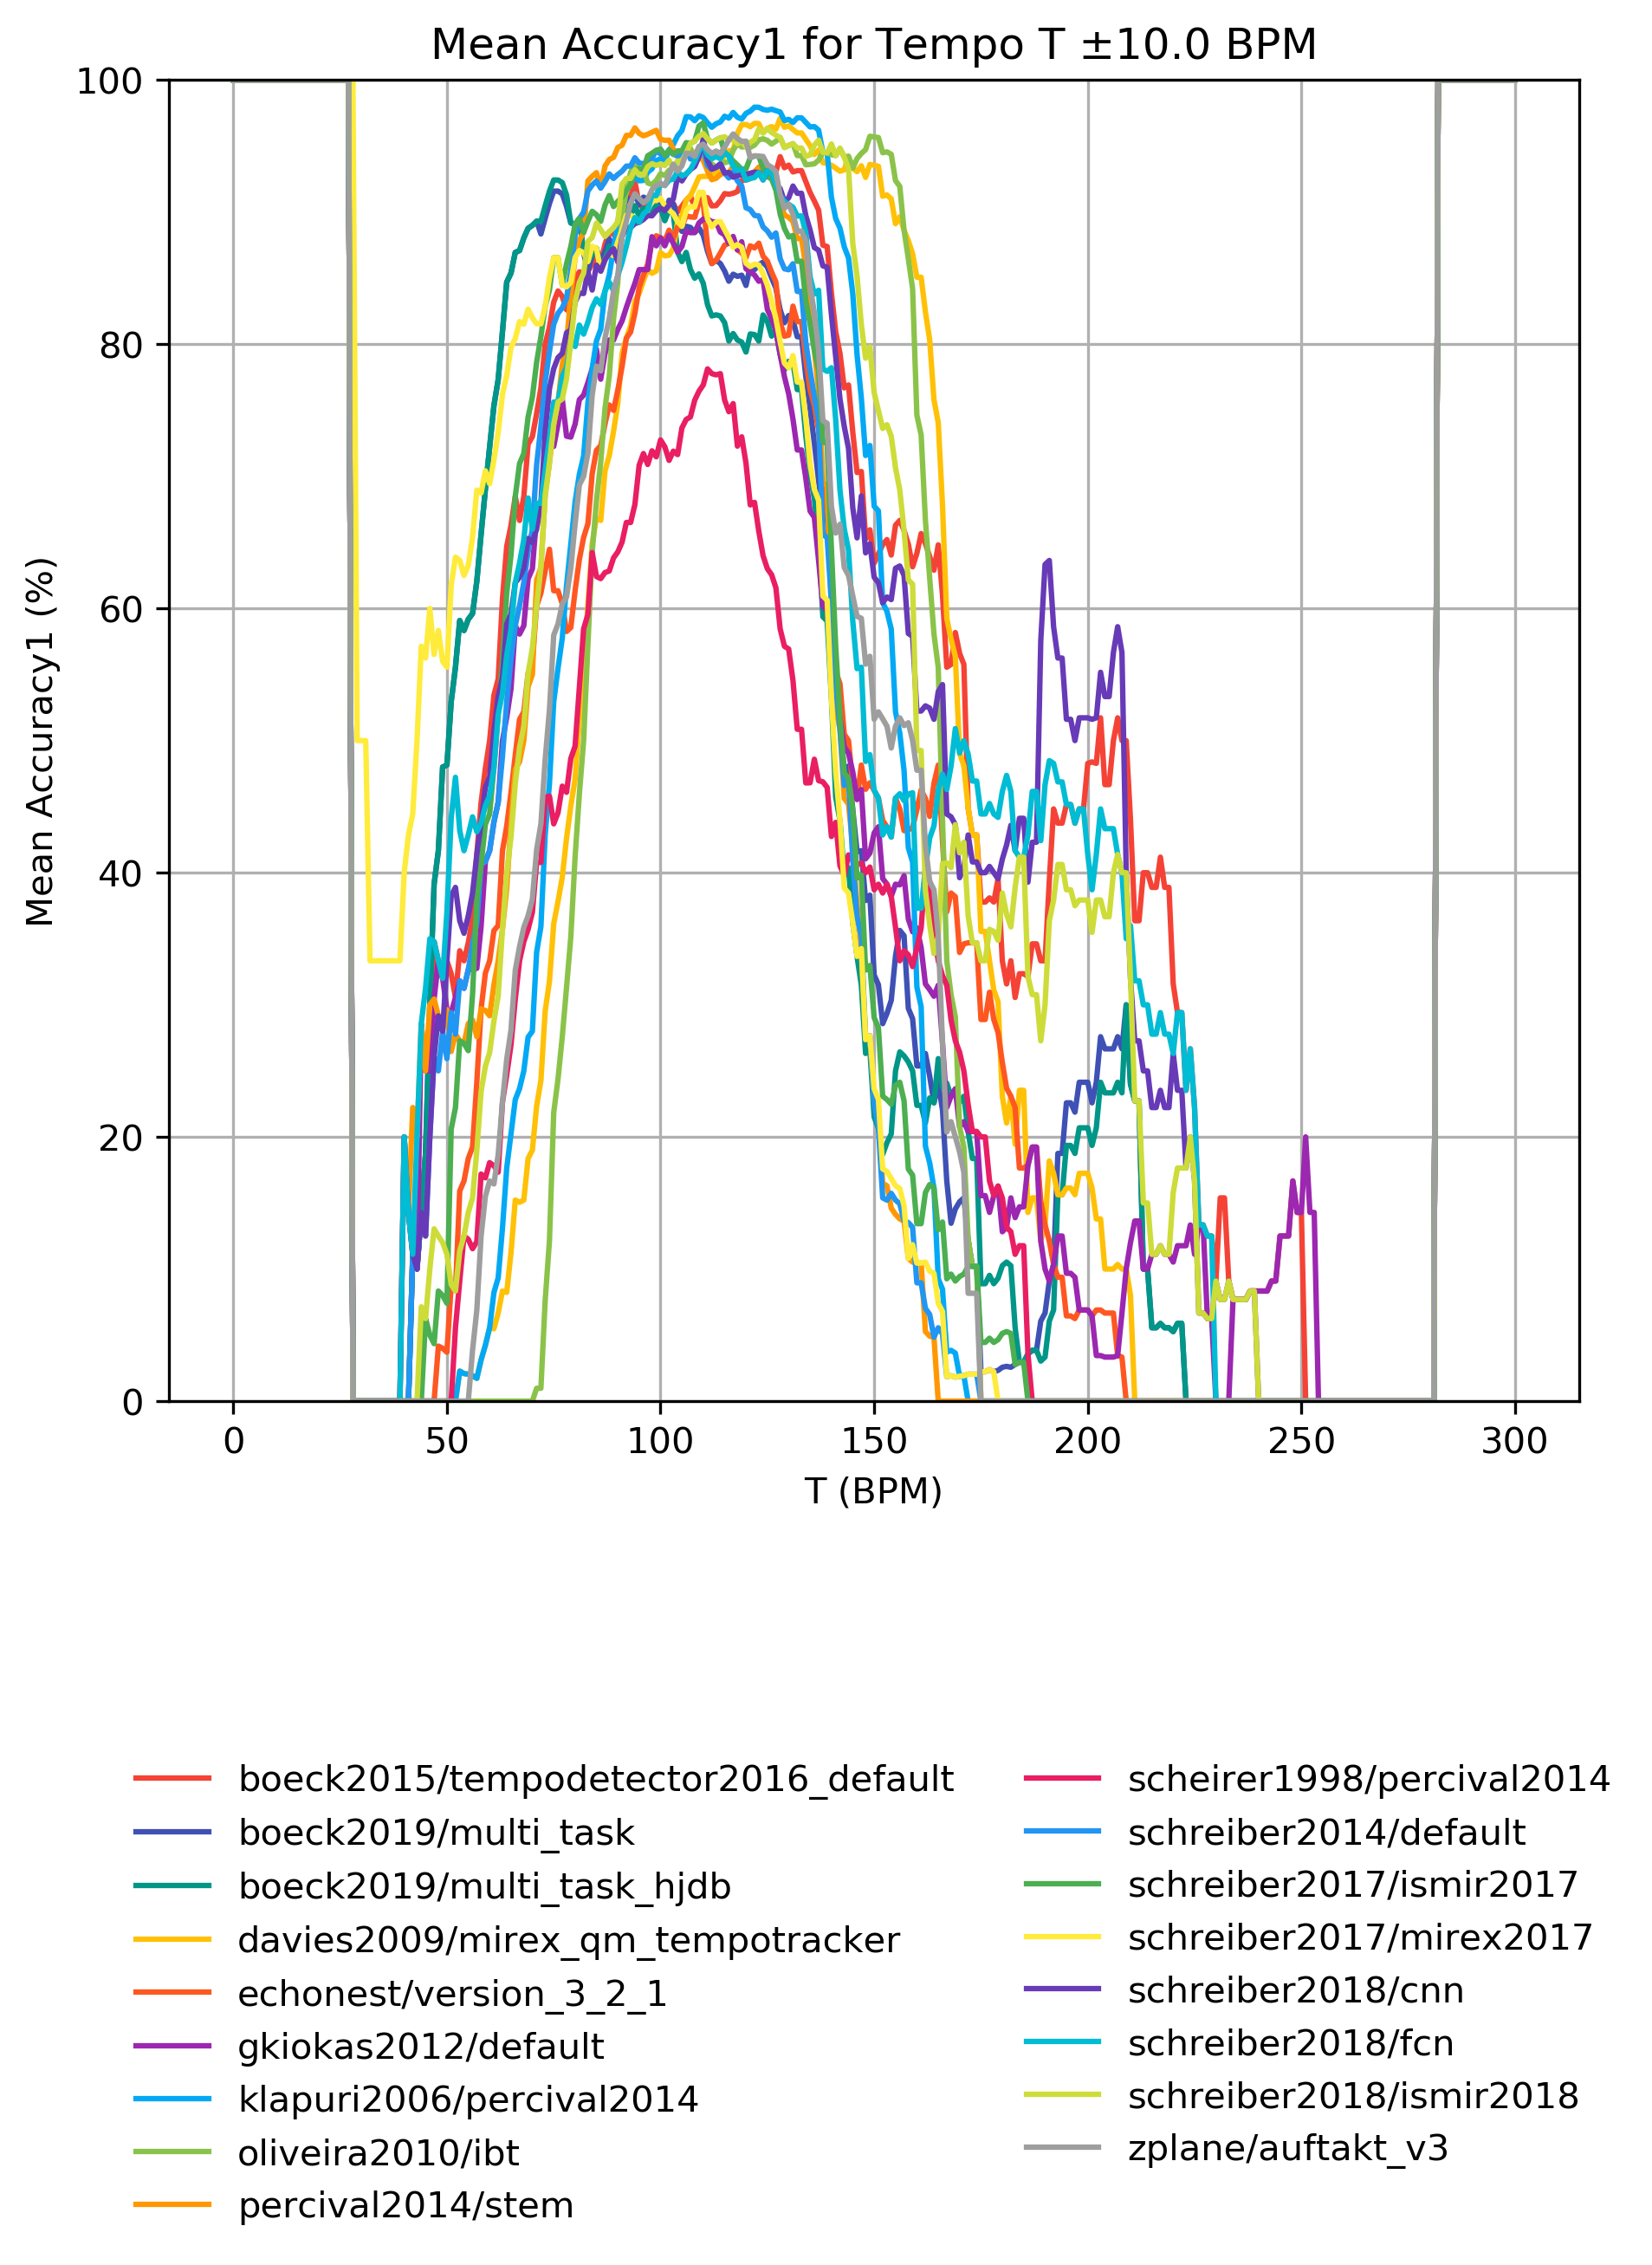 Mean Accuracy1 for Tempo T ±10.0 BPM
Mean Accuracy1 (%)
100
80
60
40
20
0
0 50 100 150 200 250 300
T (BPM)
boeck2015/tempodetector2016_default
boeck2019/multi_task
boeck2019/multi_task_hjdb
davies2009/mirex_qm_tempotracker
echonest/version_3_2_1
gkiokas2012/default
klapuri2006/percival2014
oliveira2010/ibt
percival2014/stem
scheirer1998/percival2014
schreiber2014/default
schreiber2017/ismir2017
schreiber2017/mirex2017
schreiber2018/cnn
schreiber2018/fcn
schreiber2018/ismir2018
zplane/auftakt_v3